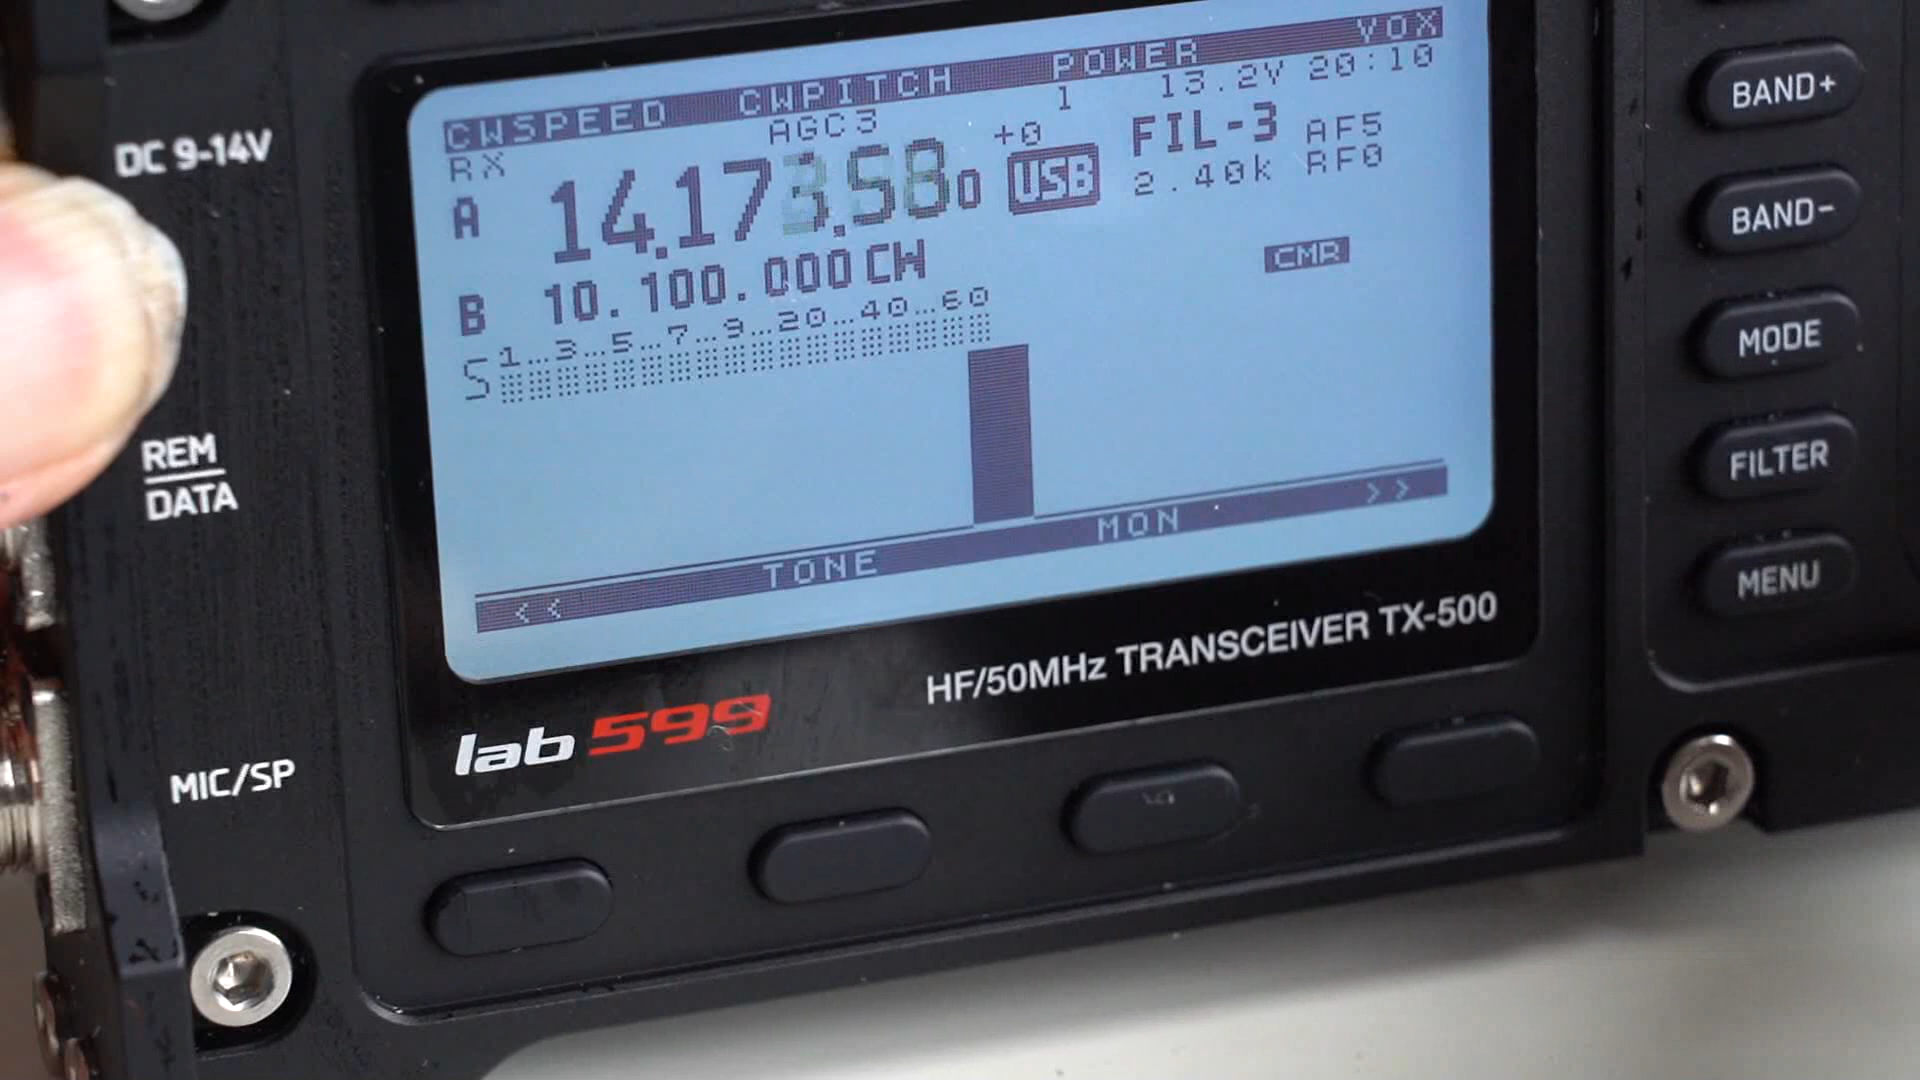 DC 9-14V
REM
DATA
MIC/SP
CWSPEED CWPITCH POWER VOX
RX AGC3 +0 1 13.2V 20:10
A 14.173.580 USB FIL-3 AF5
2.40k RF0
B 10.100.000 CW CMR
S 1...3...5...7...9...20...40...60
<< TONE MON >>
lab599 HF/50MHz TRANSCEIVER TX-500
BAND+
BAND-
MODE
FILTER
MENU